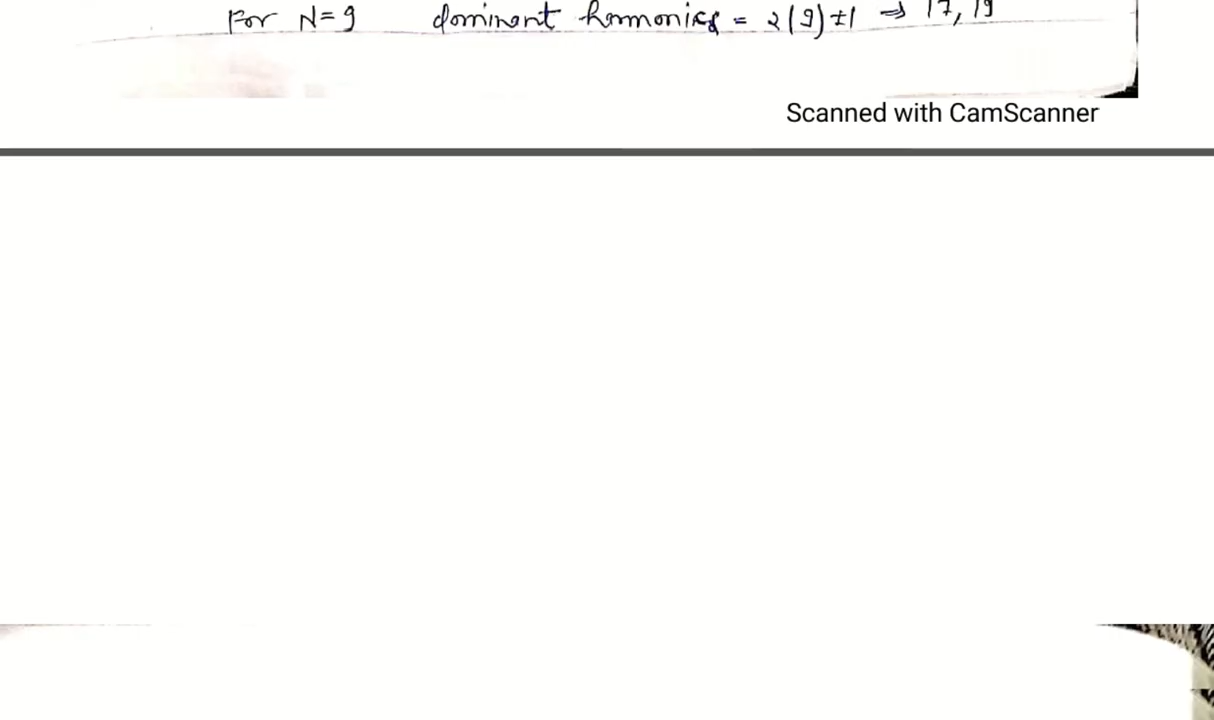 For N=9 dominant harmonics = 2(9)±1 ⇒ 17, 19
Scanned with CamScanner